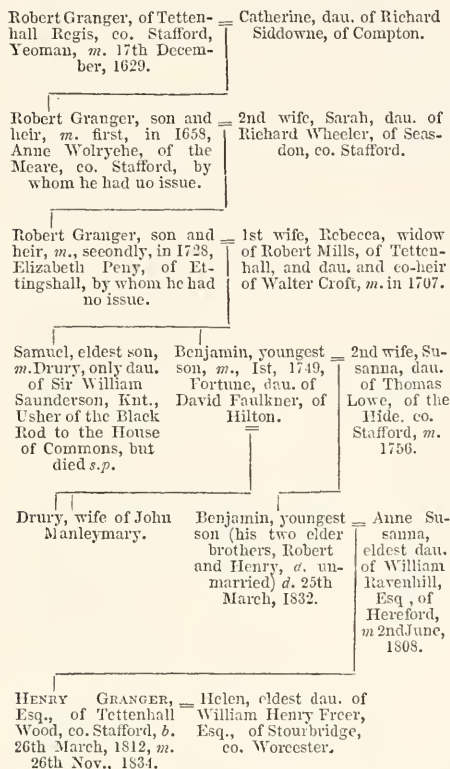 Robert Granger, of Tetten-
hall Regis, co. Stafford,
Yeoman, m. 17th Decem-
ber, 1629.
Catherine, dau. of Richard
Siddowne, of Compton.
Robert Granger, son and
heir, m. first, in 1658,
Anne Wolryehe, of the
Meare, co. Stafford, by
whom he had no issue.
2nd wife, Sarah, dau. of
Richard Wheeler, of Seas-
don, co. Stafford.
Robert Granger, son and
heir, m., secondly, in 1728,
Elizabeth Peny, of Et-
tingshall, by whom he had
no issue.
1st wife, Rebecca, widow
of Robert Mills, of Tetten-
hall, and dau. and co-heir
of Walter Croft, m. in 1707.
Samuel, eldest son,
m. Drury, only dau.
of Sir William
Saunderson, Knt.,
Usher of the Black
Rod to the House
of Commons, but
died s.p.
Benjamin, youngest
son, m., 1st, 1749,
Fortune, dau. of
David Faulkner, of
Hilton.
2nd wife, Su-
sanna, dau.
of Thomas
Lowe, of the
Hide. co.
Stafford, m.
1756.
Drury, wife of John
Manleymary.
Benjamin, youngest
son (his two elder
brothers, Robert
and Henry, d. un-
married) d. 25th
March, 1832.
Anne Su-
sanna,
eldest dau.
of William
Ravenhill,
Esq , of
Hereford,
m 2nd June,
1808.
HENRY GRANGER,
Esq., of Tettenhall
Wood, co. Stafford, b.
26th March, 1812, m.
26th Nov., 1834.
Helen, eldest dau. of
William Henry Freer,
Esq., of Stourbridge,
co. Worcester.